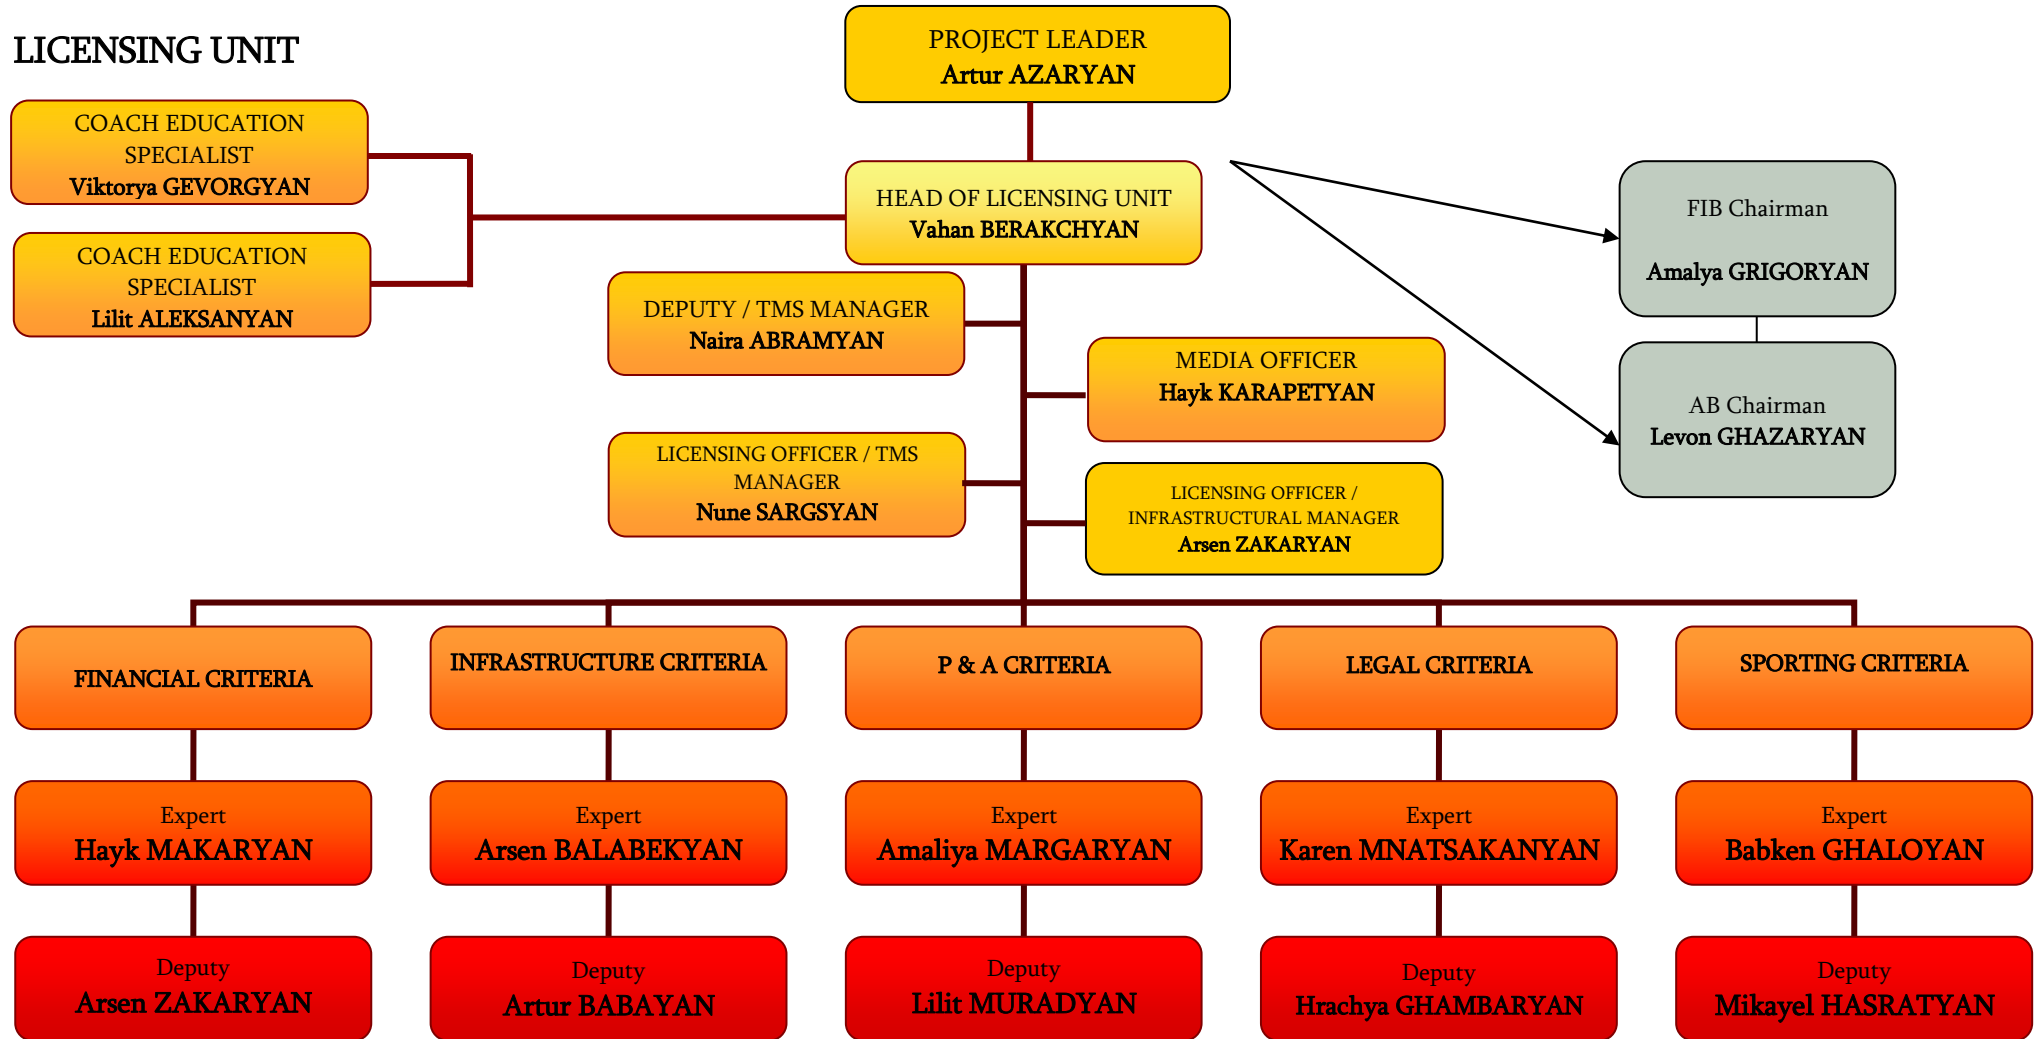 LICENSING UNIT
PROJECT LEADER
Artur AZARYAN
COACH EDUCATION
SPECIALIST
Viktorya GEVORGYAN
HEAD OF LICENSING UNIT
Vahan BERAKCHYAN
FIB Chairman
Amalya GRIGORYAN
COACH EDUCATION
SPECIALIST
Lilit ALEKSANYAN
DEPUTY / TMS MANAGER
Naira ABRAMYAN
MEDIA OFFICER
Hayk KARAPETYAN
AB Chairman
Levon GHAZARYAN
LICENSING OFFICER / TMS
MANAGER
Nune SARGSYAN
LICENSING OFFICER /
INFRASTRUCTURAL MANAGER
Arsen ZAKARYAN
FINANCIAL CRITERIA
INFRASTRUCTURE CRITERIA
P & A CRITERIA
LEGAL CRITERIA
SPORTING CRITERIA
Expert
Hayk MAKARYAN
Expert
Arsen BALABEKYAN
Expert
Amaliya MARGARYAN
Expert
Karen MNATSAKANYAN
Expert
Babken GHALOYAN
Deputy
Arsen ZAKARYAN
Deputy
Artur BABAYAN
Deputy
Lilit MURADYAN
Deputy
Hrachya GHAMBARYAN
Deputy
Mikayel HASRATYAN